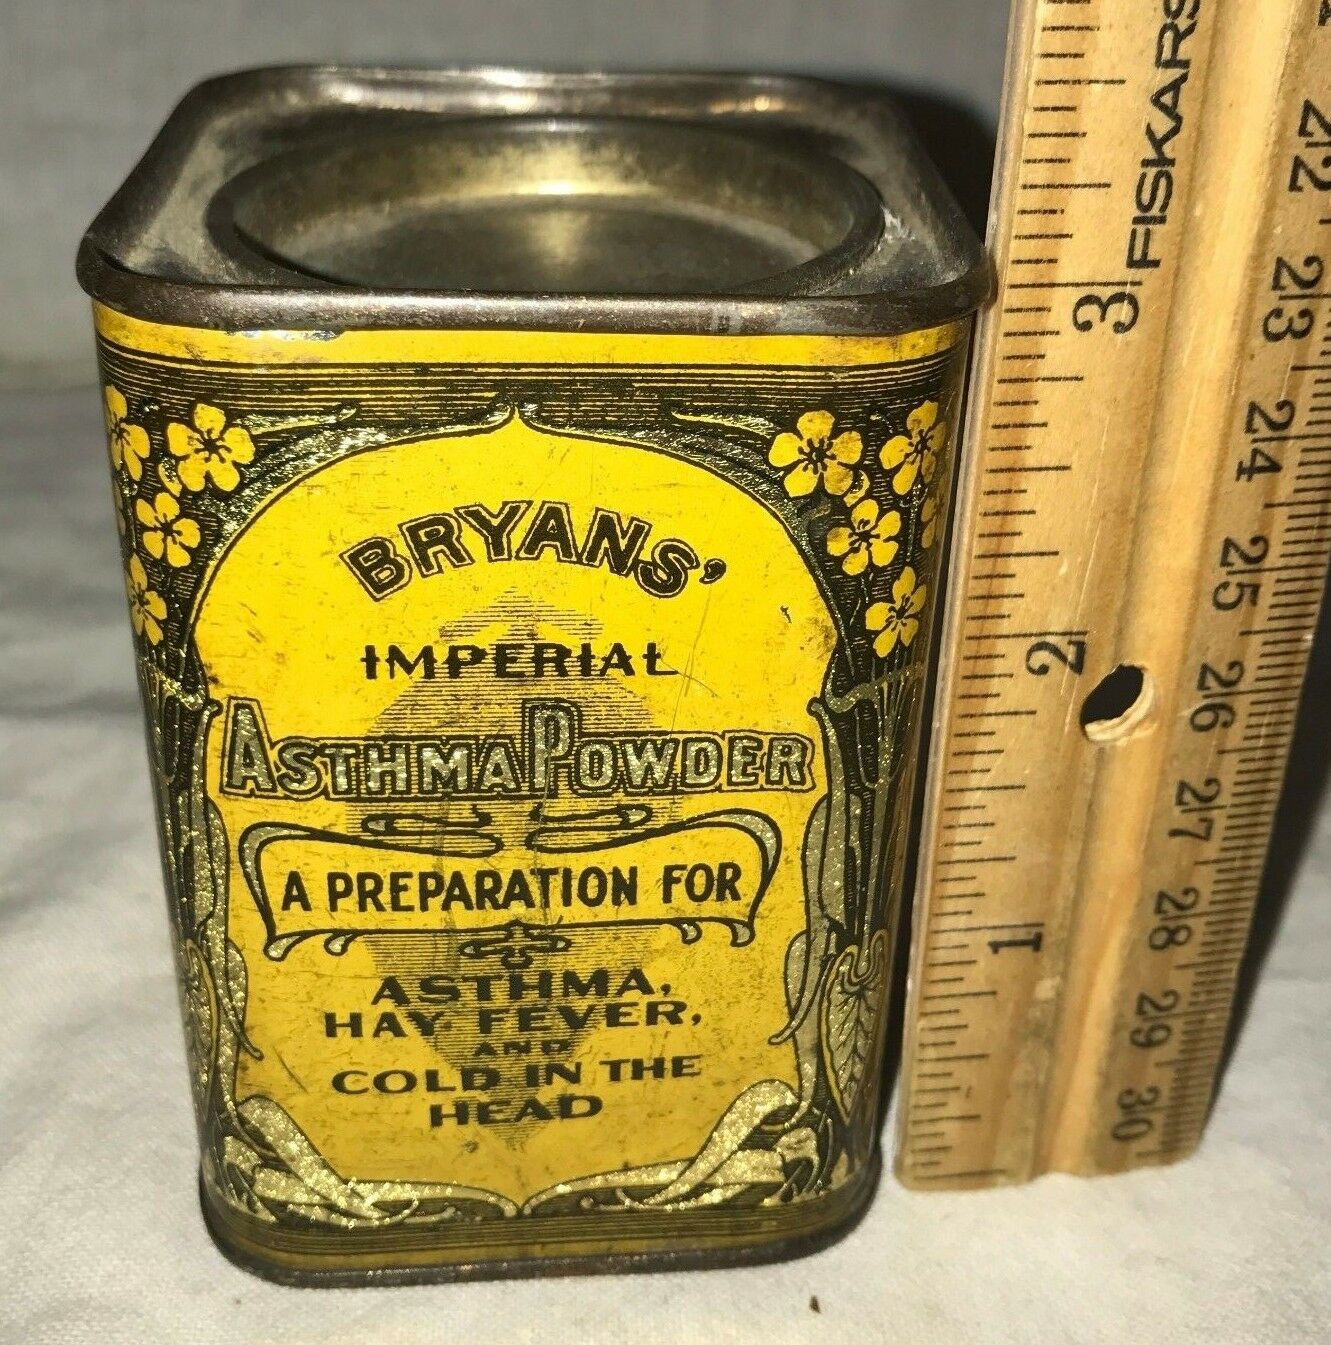 BRYANS'
IMPERIAL
ASTHMA POWDER
A PREPARATION FOR
ASTHMA,
HAY FEVER,
AND
COLD IN THE
HEAD
FISKARS
3
2
1
22
23
24
25
26
27
28
29
30